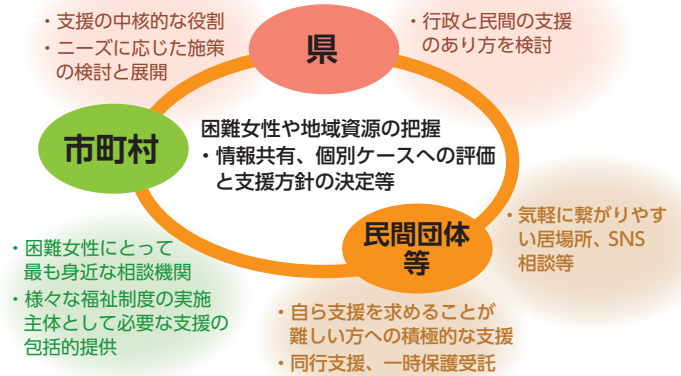 ・支援の中核的な役割
・ニーズに応じた施策
の検討と展開
県
・行政と民間の支援
のあり方を検討
市町村
困難女性や地域資源の把握
・情報共有、個別ケースへの評価
と支援方針の決定等
民間団体
等
・気軽に繋がりやす
い居場所、SNS
相談等
・困難女性にとって
最も身近な相談機関
・様々な福祉制度の実施
主体として必要な支援の
包括的提供
・自ら支援を求めることが
難しい方への積極的な支援
・同行支援、一時保護受託